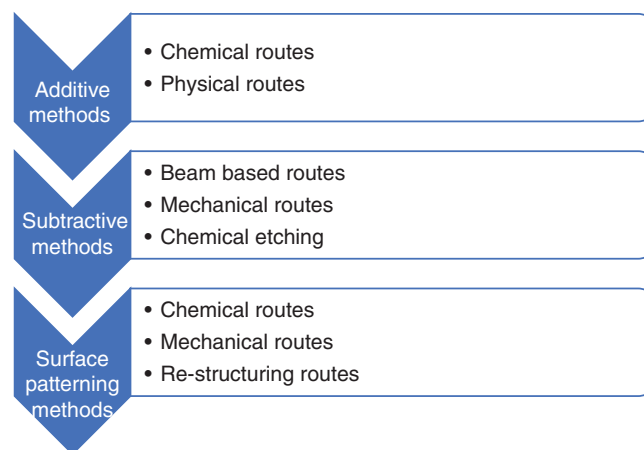 Additive
methods
• Chemical routes
• Physical routes
Subtractive
methods
• Beam based routes
• Mechanical routes
• Chemical etching
Surface
patterning
methods
• Chemical routes
• Mechanical routes
• Re-structuring routes